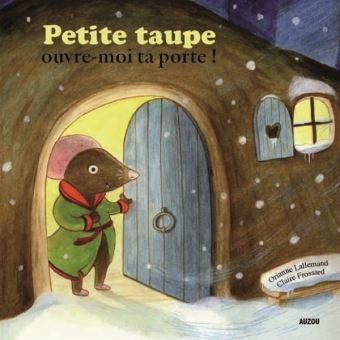 Petite taupe
ouvre-moi ta porte !
Orianne Lallemand
Claire Frossard
AUZOU